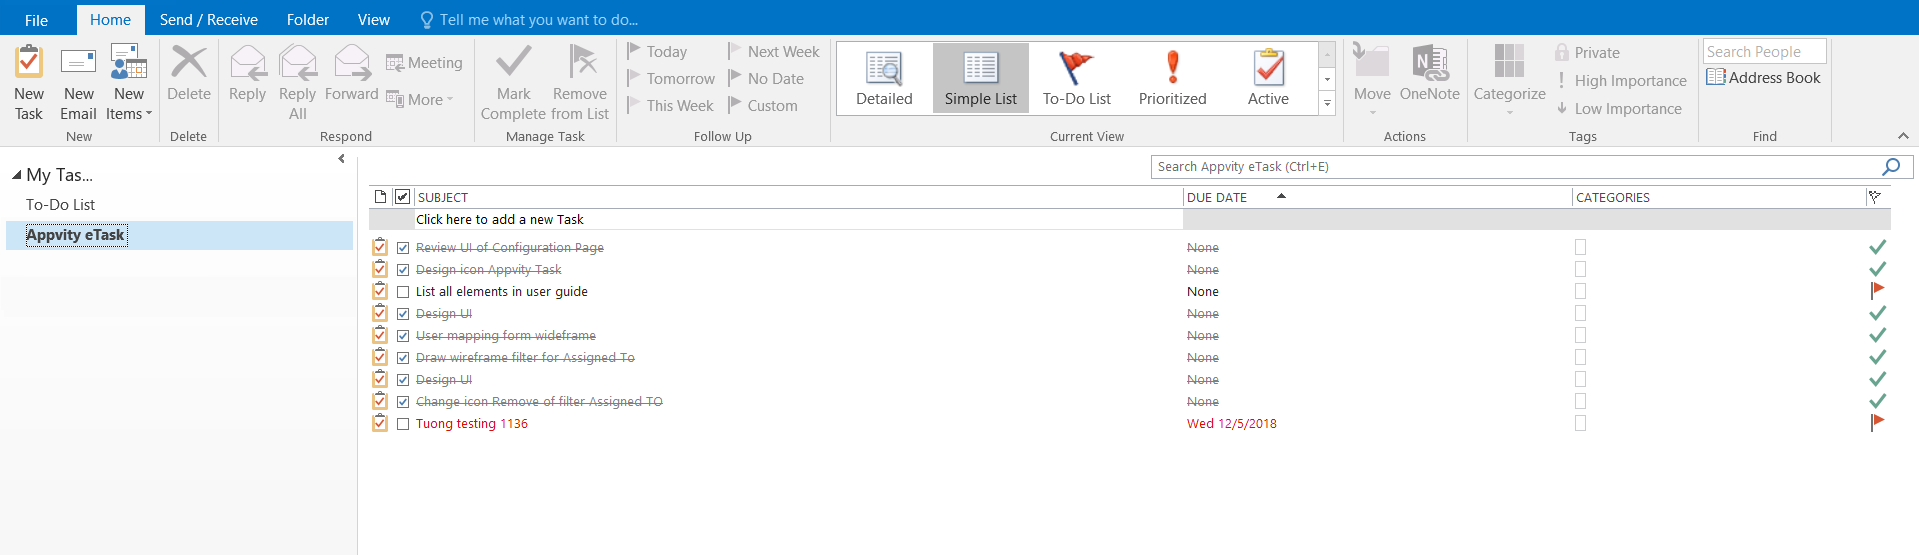 File Home Send / Receive Folder View Tell me what you want to do...
New Task
New Email
New Items
New
Delete
Delete
Reply
Reply All
Forward
Meeting
More
Respond
Mark Complete
Remove from List
Manage Task
Today
Tomorrow
This Week
Next Week
No Date
Custom
Follow Up
Detailed
Simple List
To-Do List
Prioritized
Active
Current View
Move
OneNote
Actions
Categorize
Private
High Importance
Low Importance
Tags
Search People
Address Book
Find
My Tas...
To-Do List
Appvity eTask
Search Appvity eTask (Ctrl+E)
SUBJECT DUE DATE CATEGORIES
Click here to add a new Task
Review UI of Configuration Page None
Design icon Appvity Task None
List all elements in user guide None
Design UI None
User mapping form wideframe None
Draw wireframe filter for Assigned To None
Design UI None
Change icon Remove of filter Assigned TO None
Tuong testing 1136 Wed 12/5/2018